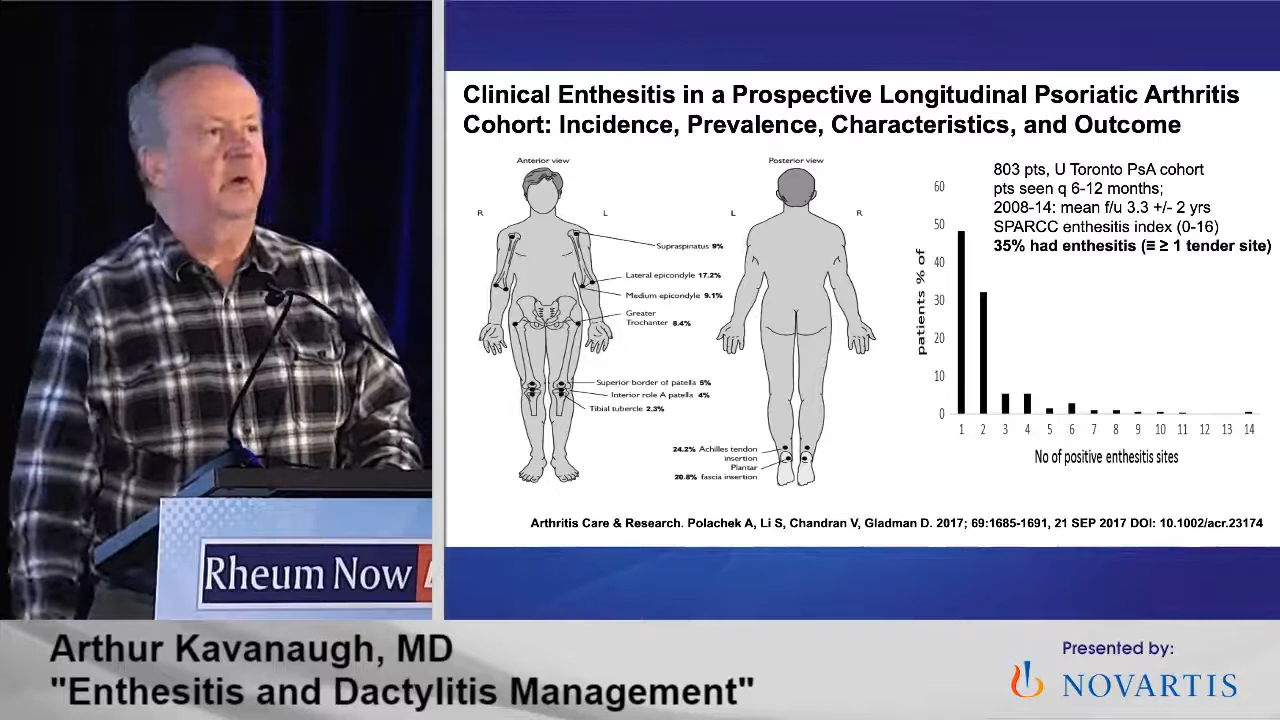 Clinical Enthesitis in a Prospective Longitudinal Psoriatic Arthritis
Cohort: Incidence, Prevalence, Characteristics, and Outcome
Anterior view
Posterior view
R
L
L
R
Supraspinatus 9%
Lateral epicondyle 17.2%
Medium epicondyle 9.1%
Greater
Trochanter 8.4%
Superior border of patella 5%
Interior role A patella 4%
Tibial tubercle 2.3%
24.2% Achilles tendon
insertion
Plantar
20.8% fascia insertion
803 pts, U Toronto PsA cohort
pts seen q 6-12 months;
2008-14: mean f/u 3.3 +/- 2 yrs
SPARCC enthesitis index (0-16)
35% had enthesitis (≡ ≥ 1 tender site)
60
50
40
30
20
10
0
patients % of
1 2 3 4 5 6 7 8 9 10 11 12 13 14
No of positive enthesitis sites
Arthritis Care & Research. Polachek A, Li S, Chandran V, Gladman D. 2017; 69:1685-1691, 21 SEP 2017 DOI: 10.1002/acr.23174
Rheum Now
Arthur Kavanaugh, MD
"Enthesitis and Dactylitis Management"
Presented by:
NOVARTIS